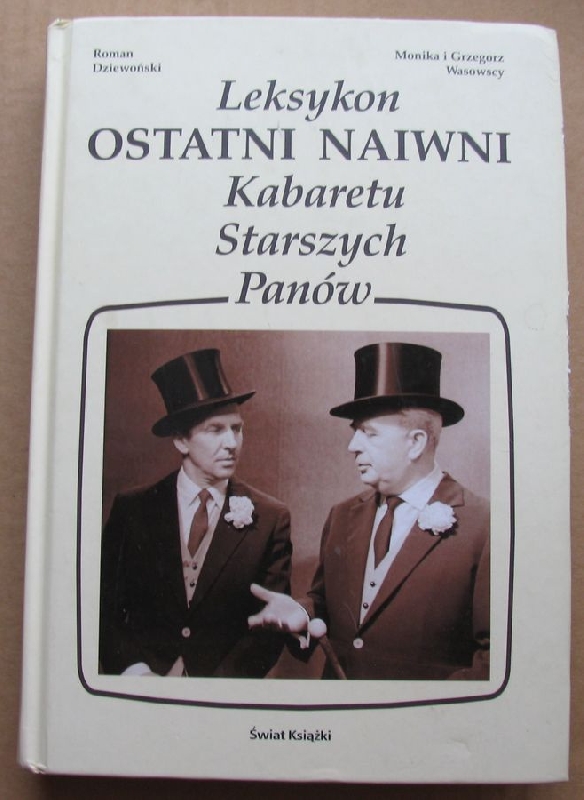 Roman
Dziewoński
Monika i Grzegorz
Wasowscy
Leksykon
OSTATNI NAIWNI
Kabaretu
Starszych
Panów
Świat Książki